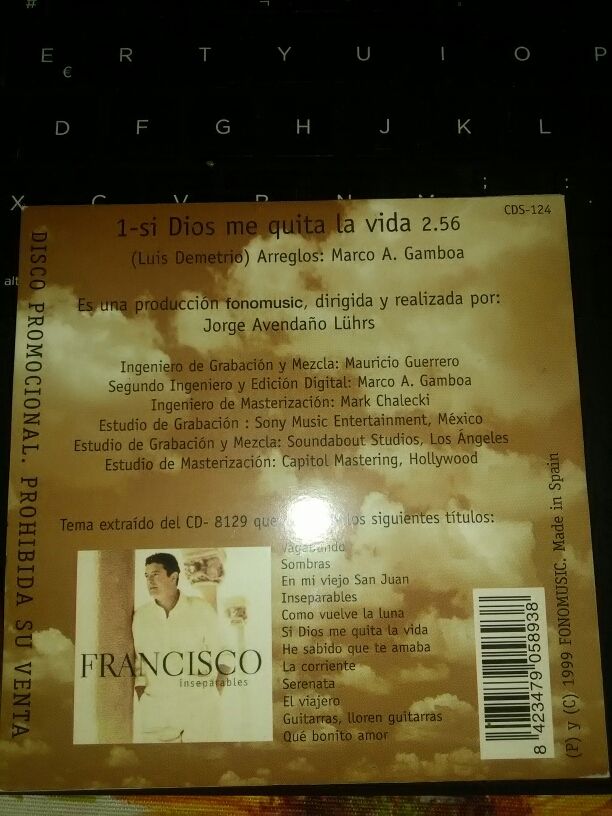 #
E R T Y U I O P
€
D F G H J K L
X C V B N M ; :
alt
CDS-124
1-si Dios me quita la vida 2.56
(Luis Demetrio) Arreglos: Marco A. Gamboa
Es una producción fonomusic, dirigida y realizada por:
Jorge Avendaño Lührs
Ingeniero de Grabación y Mezcla: Mauricio Guerrero
Segundo Ingeniero y Edición Digital: Marco A. Gamboa
Ingeniero de Masterización: Mark Chalecki
Estudio de Grabación : Sony Music Entertainment, México
Estudio de Grabación y Mezcla: Soundabout Studios, Los Ángeles
Estudio de Masterización: Capitol Mastering, Hollywood
Tema extraído del CD- 8129 que los siguientes títulos:
Vagabundo
Sombras
En mi viejo San Juan
Inseparables
Como vuelve la luna
Si Dios me quita la vida
He sabido que te amaba
La corriente
Serenata
El viajero
Guitarras, lloren guitarras
Qué bonito amor
FRANCISCO
inseparables
DISCO PROMOCIONAL. PROHIBIDA SU VENTA
8 423479 058938
(P) y (C) 1999 FONOMUSIC. Made in Spain